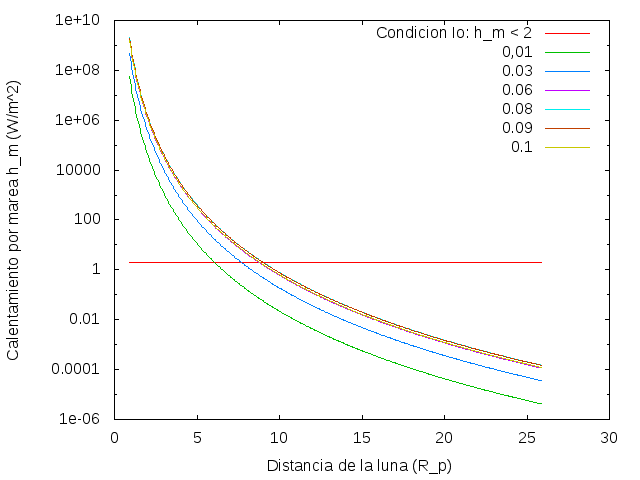 1e+10
1e+08
1e+06
10000
100
1
0.01
0.0001
1e-06
Calentamiento por marea h_m (W/m^2)
Condicion Io: h_m < 2
0,01
0.03
0.06
0.08
0.09
0.1
0 5 10 15 20 25 30
Distancia de la luna (R_p)